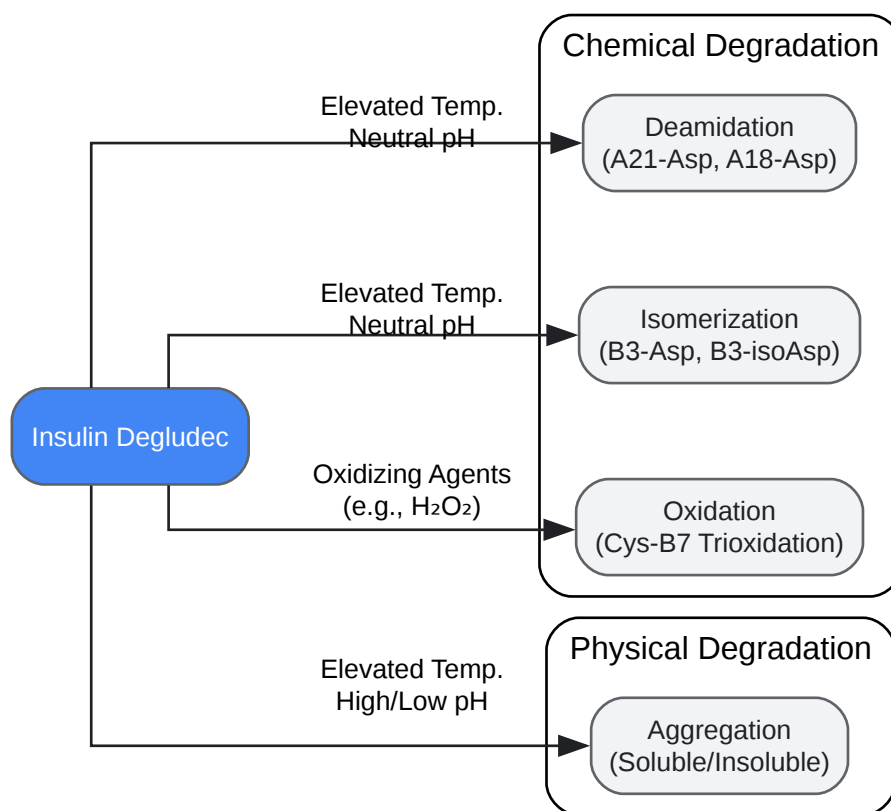 Chemical Degradation
Elevated Temp.
Neutral pH
Deamidation
(A21-Asp, A18-Asp)
Elevated Temp.
Neutral pH
Isomerization
(B3-Asp, B3-isoAsp)
Insulin Degludec
Oxidizing Agents
(e.g., H₂O₂)
Oxidation
(Cys-B7 Trioxidation)
Physical Degradation
Elevated Temp.
High/Low pH
Aggregation
(Soluble/Insoluble)